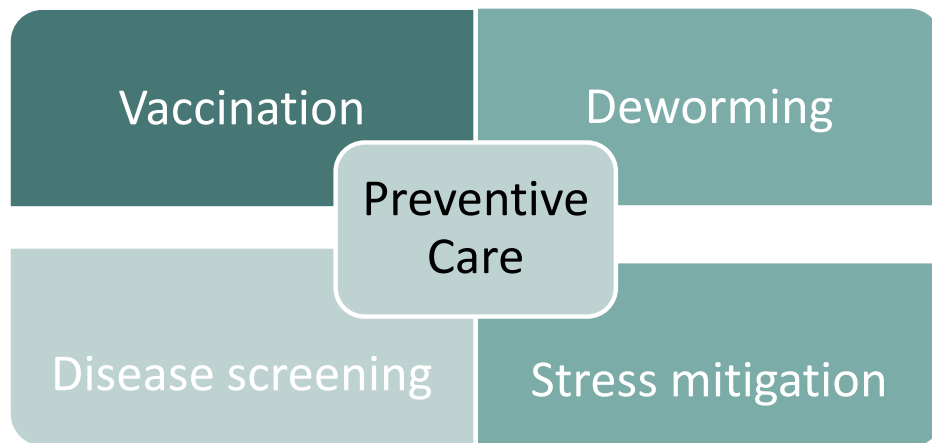 Vaccination
Deworming
Preventive
Care
Disease screening
Stress mitigation